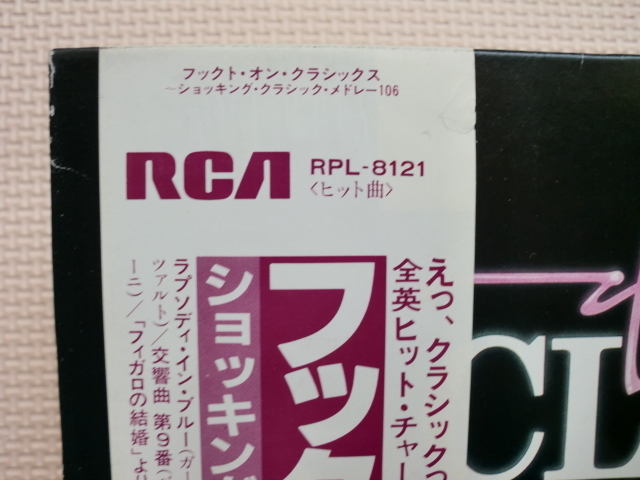 フックト・オン・クラシックス
～ショッキング・クラシック・メドレー106
RCA
RPL-8121
〈ヒット曲〉
えっ、クラシックっ
全英ヒット・チャー
フック
ショッキング
ラプソディ・イン・ブルー(ガー
ツァルト)／交響曲 第9番(
ーニ)／「フィガロの結婚」より
CL